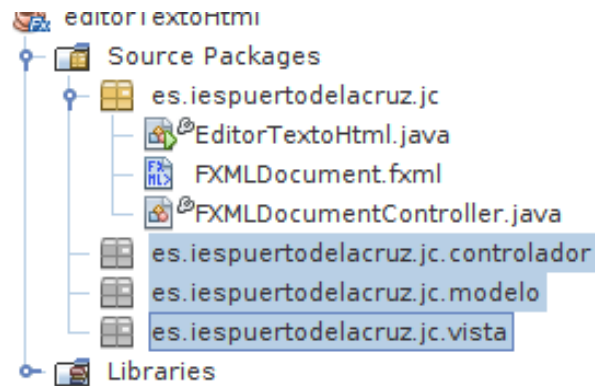 editorTextoHtml
Source Packages
es.iespuertodelacruz.jc
EditorTextoHtml.java
FXMLDocument.fxml
FXMLDocumentController.java
es.iespuertodelacruz.jc.controlador
es.iespuertodelacruz.jc.modelo
es.iespuertodelacruz.jc.vista
Libraries